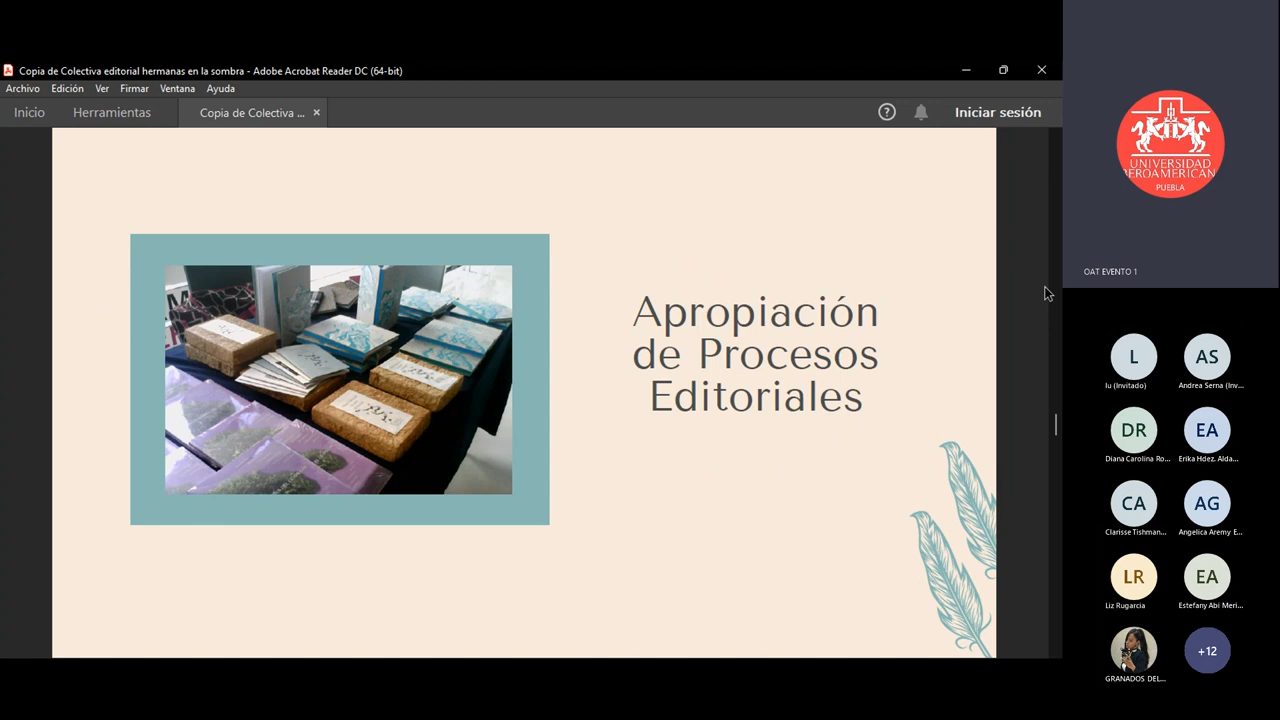 Copia de Colectiva editorial hermanas en la sombra - Adobe Acrobat Reader DC (64-bit)
Archivo Edición Ver Firmar Ventana Ayuda
Inicio Herramientas Copia de Colectiva ... × ? Iniciar sesión
Apropiación
de Procesos
Editoriales
UNIVERSIDAD
BEROAMERICAN
PUEBLA
OAT EVENTO 1
L AS
lu (Invitado) Andrea Serna (Inv...
DR EA
Diana Carolina Ro... Erika Hdez. Alda...
CA AG
Clarisse Tishman... Angelica Aremy E...
LR EA
Liz Rugarcia Estefany Abi Meri...
+12
GRANADOS DEL...